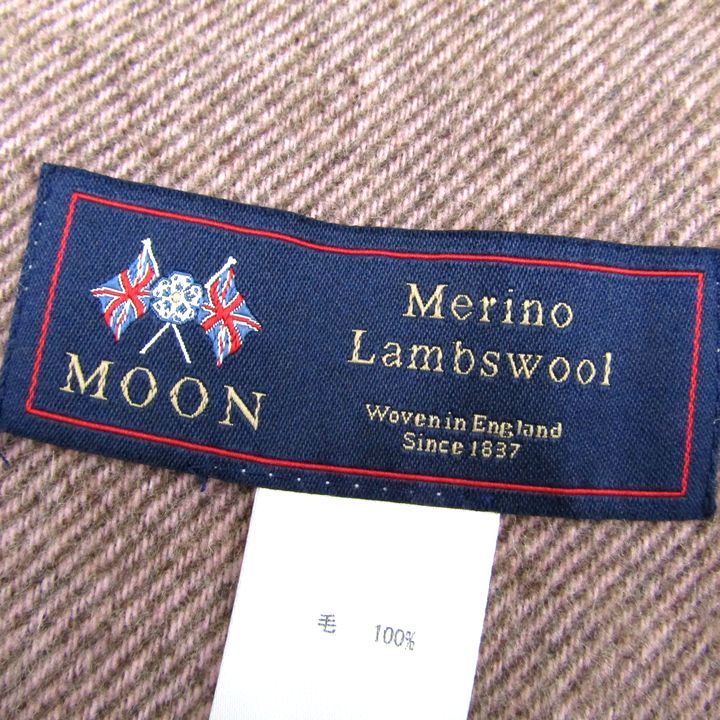 MOON
Merino
Lambswool
Woven in England
Since 1837
毛 100%